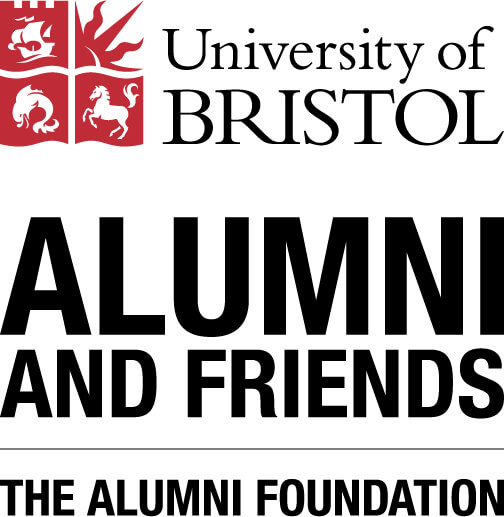 University of
BRISTOL
ALUMNI
AND FRIENDS
THE ALUMNI FOUNDATION